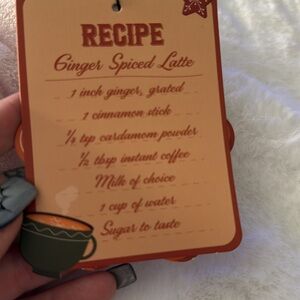 RECIPE
Ginger Spiced Latte
1 inch ginger, grated
1 cinnamon stick
¼ tsp cardamom powder
½ tbsp instant coffee
Milk of choice
1 cup of water
Sugar to taste